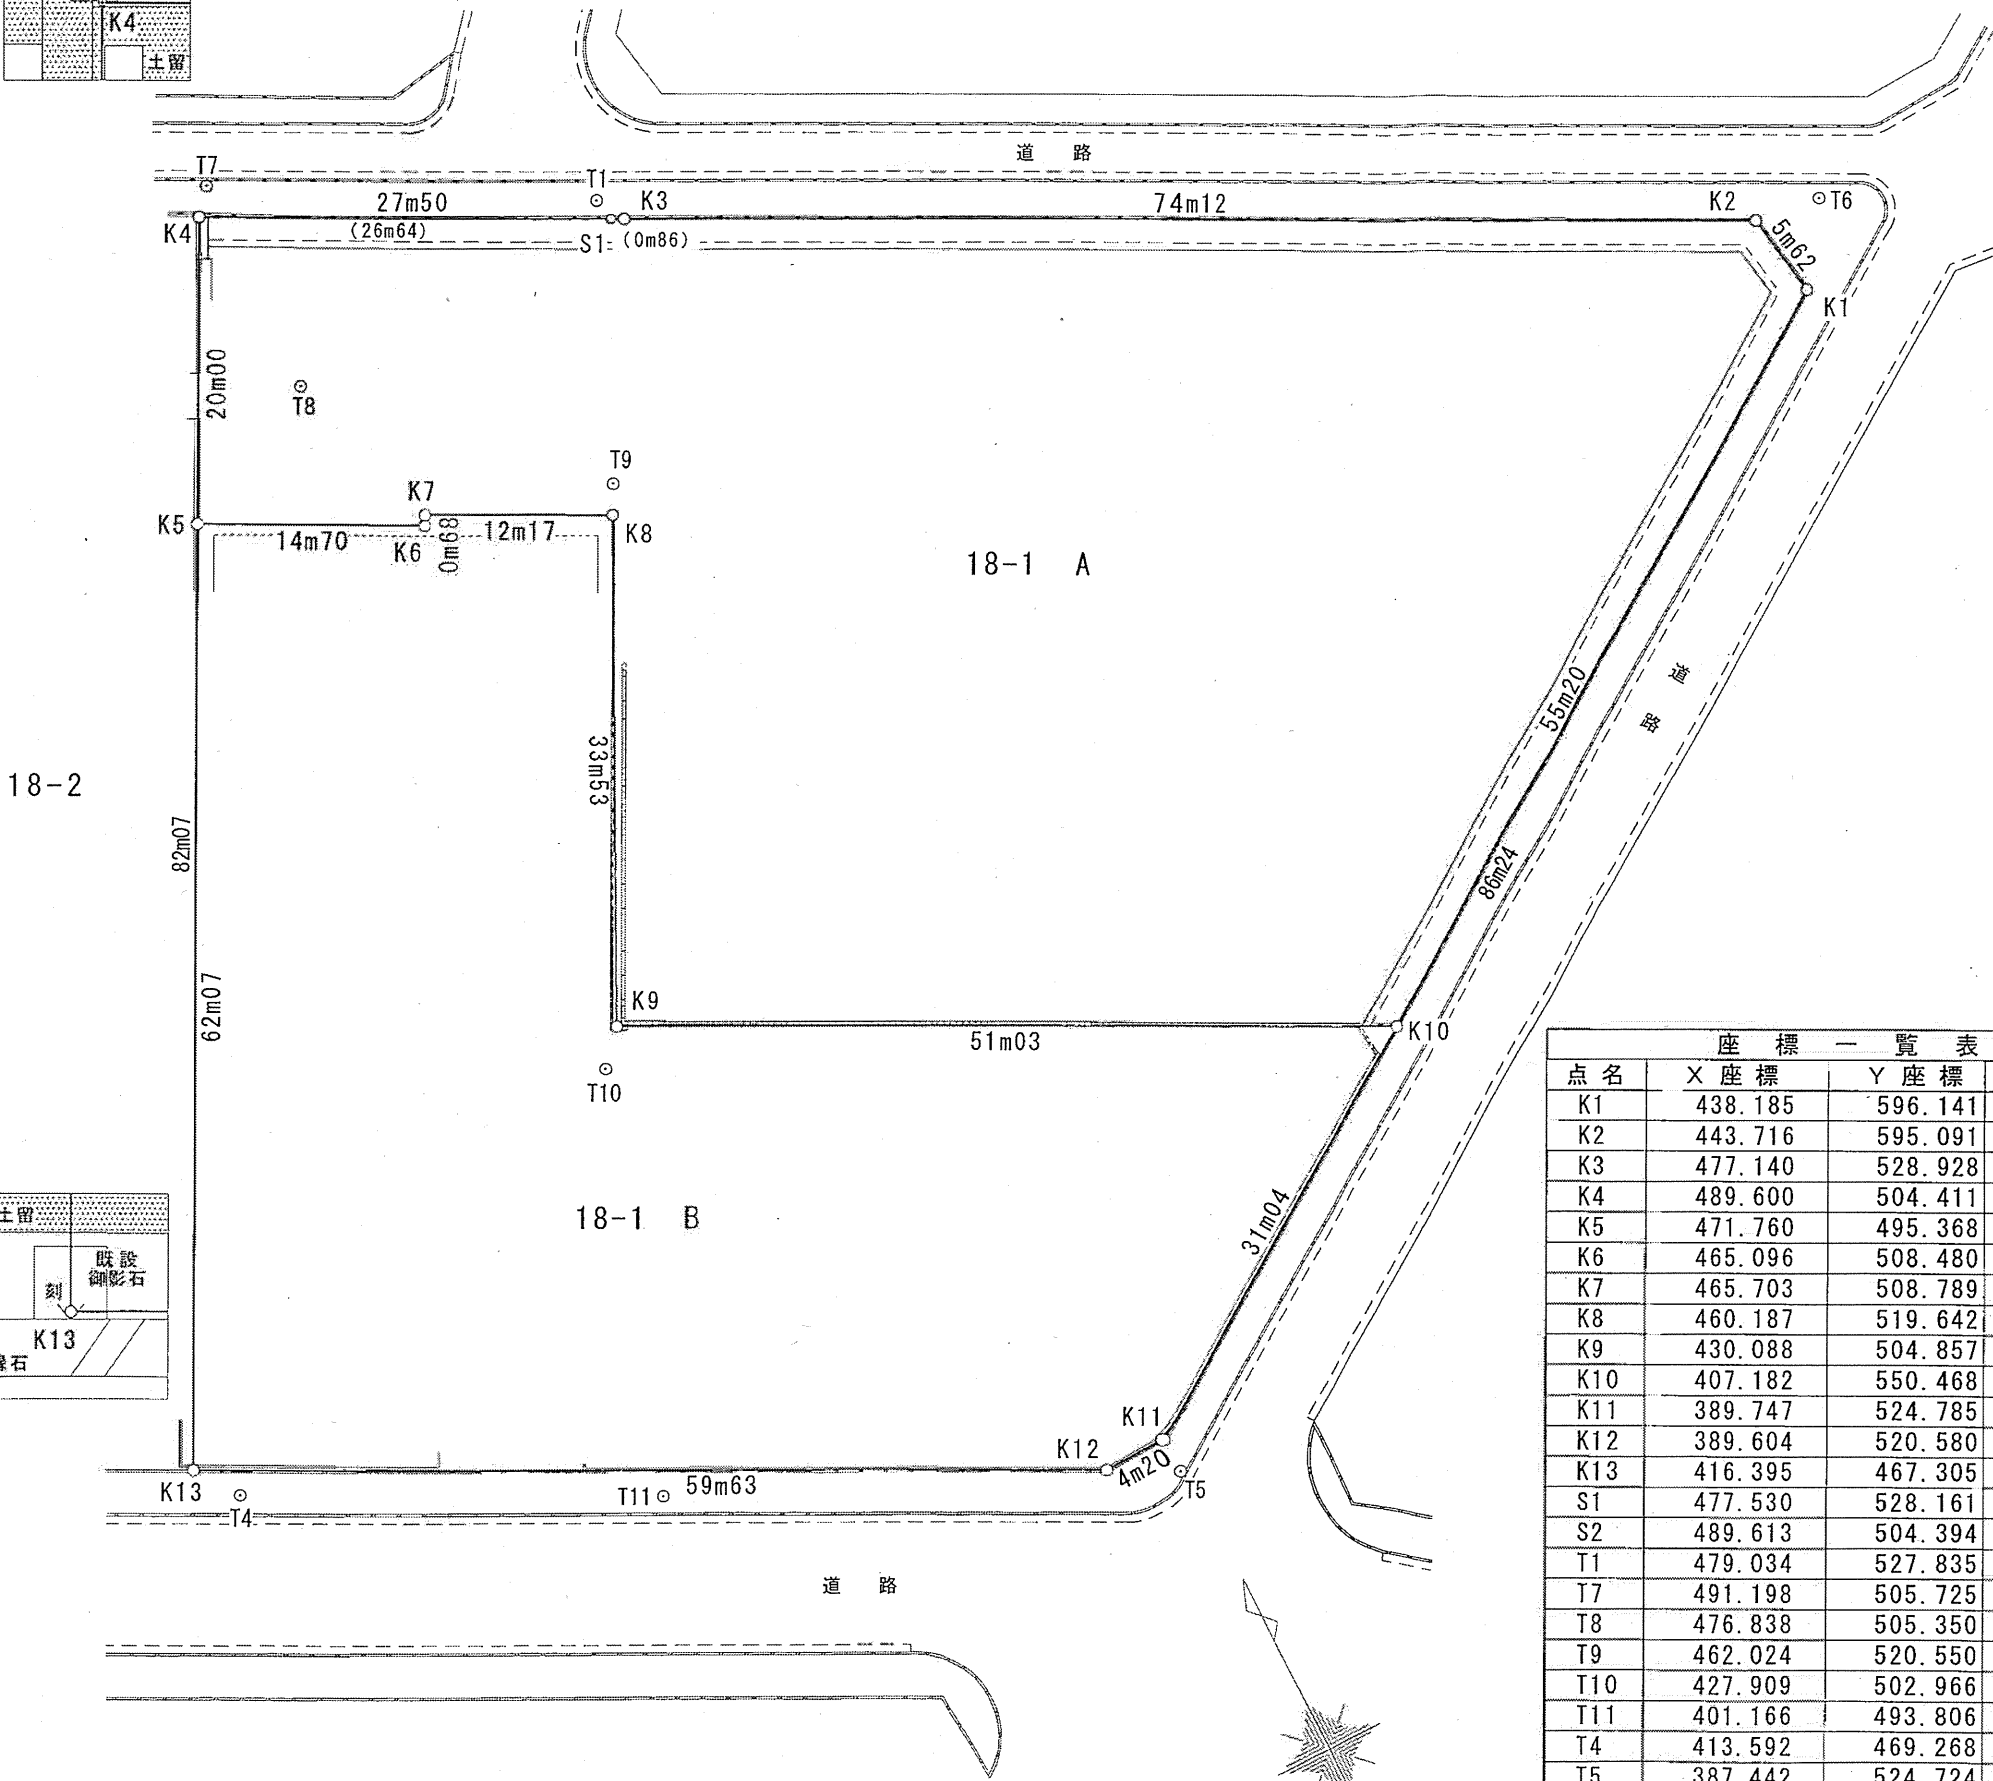 K4
土留
道 路
T7
T1
27m50
K3
74m12
K2
T6
K4
(26m64)
S1
(0m86)
5m62
K1
20m00
T8
T9
K7
K5
14m70
K6
0m68
12m17
K8
18-1 A
55m20
道
路
33m53
18-2
82m07
86m24
62m07
K9
51m03
K10
T10
18-1 B
31m04
土留
既設
御影石
刻
K13
K11
K12
4m20
T5
K13
T4
T11
59m63
道 路
座標一覧表
点名 X座標 Y座標
K1 438.185 596.141
K2 443.716 595.091
K3 477.140 528.928
K4 489.600 504.411
K5 471.760 495.368
K6 465.096 508.480
K7 465.703 508.789
K8 460.187 519.642
K9 430.088 504.857
K10 407.182 550.468
K11 389.747 524.785
K12 389.604 520.580
K13 416.395 467.305
S1 477.530 528.161
S2 489.613 504.394
T1 479.034 527.835
T7 491.198 505.725
T8 476.838 505.350
T9 462.024 520.550
T10 427.909 502.966
T11 401.166 493.806
T4 413.592 469.268
T5 387.442 524.724